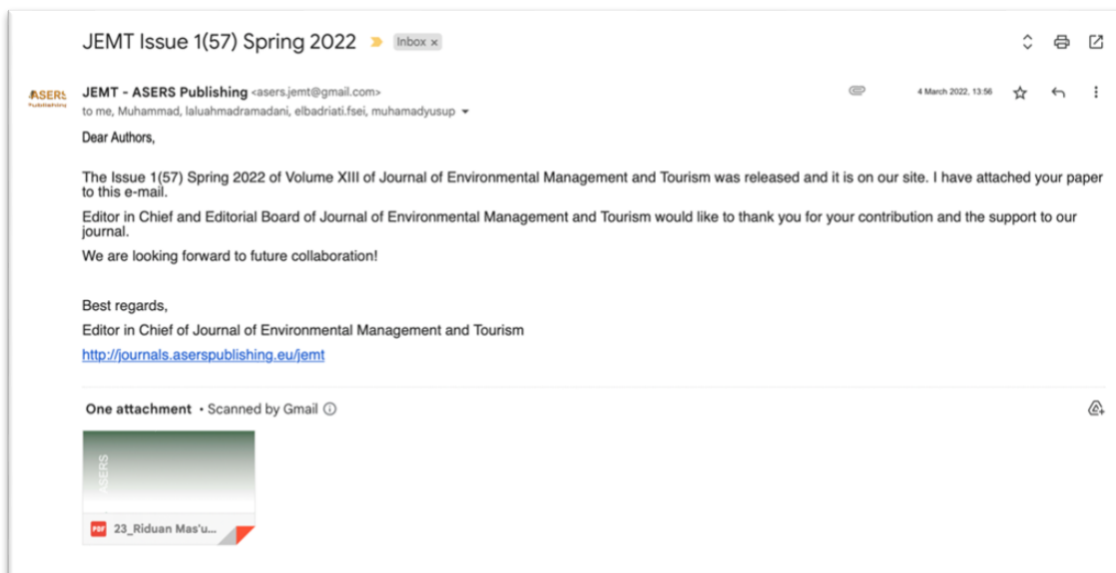 JEMT Issue 1(57) Spring 2022 Inbox ×
ASERS
Publishing
JEMT - ASERS Publishing <asers.jemt@gmail.com>
4 March 2022, 13:56
to me, Muhammad, laluahmadramadani, elbadriati.fsei, muhamadyusup
Dear Authors,
The Issue 1(57) Spring 2022 of Volume XIII of Journal of Environmental Management and Tourism was released and it is on our site. I have attached your paper
to this e-mail.
Editor in Chief and Editorial Board of Journal of Environmental Management and Tourism would like to thank you for your contribution and the support to our
journal.
We are looking forward to future collaboration!
Best regards,
Editor in Chief of Journal of Environmental Management and Tourism
http://journals.aserspublishing.eu/jemt
One attachment • Scanned by Gmail
ASERS
PDF 23_Riduan Mas'u...